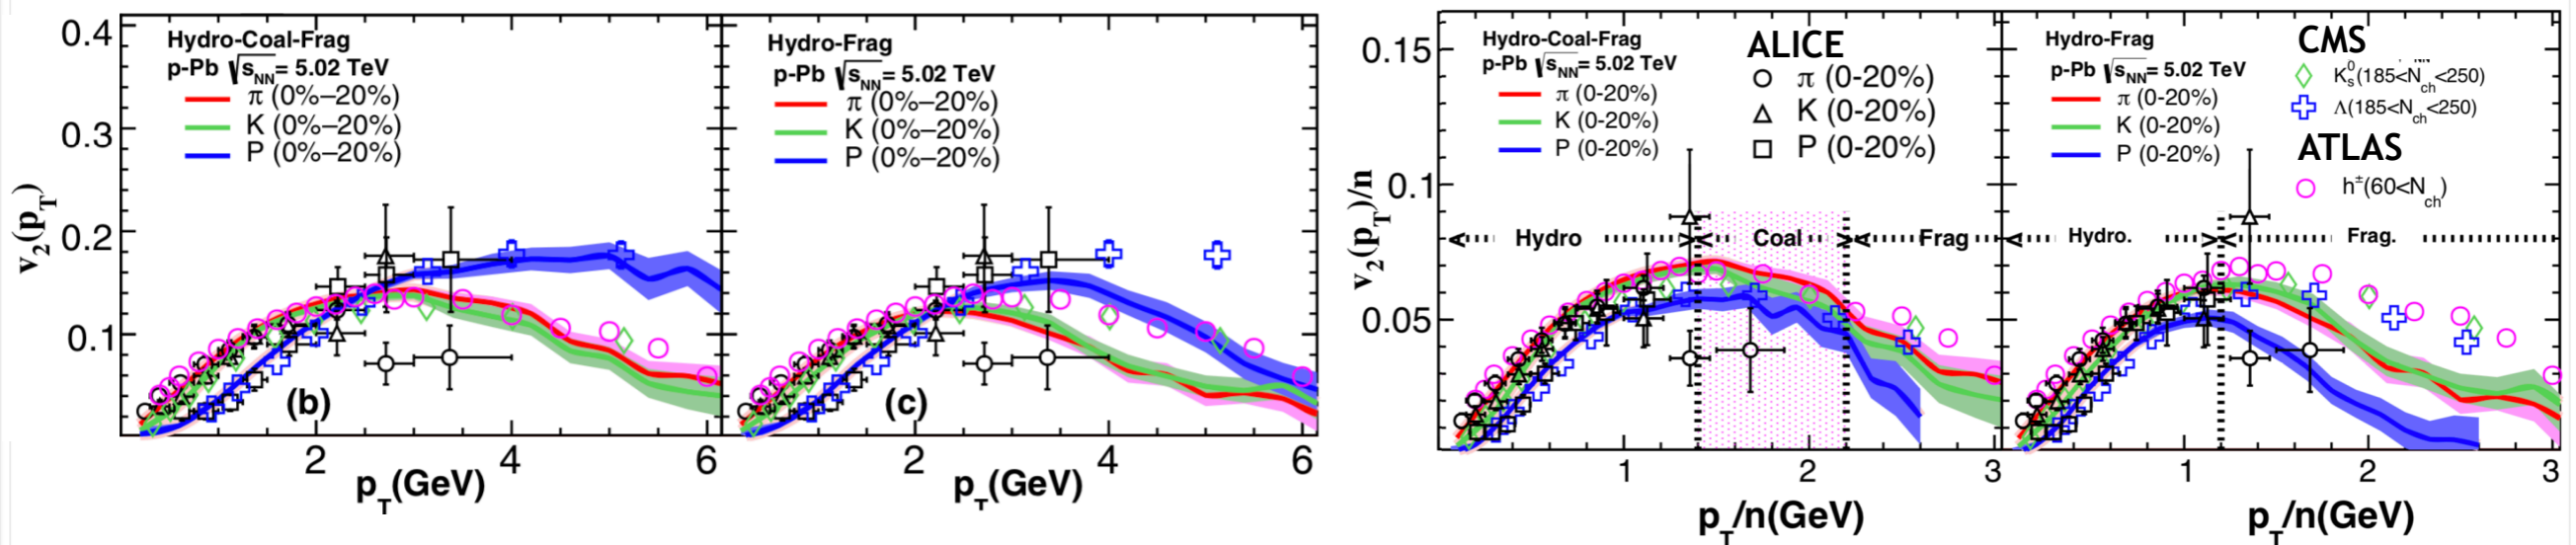 0.4
0.3
0.2
0.1
v2(pT)
Hydro-Coal-Frag
p-Pb √sNN= 5.02 TeV
π (0%–20%)
K (0%–20%)
P (0%–20%)
(b)
2
4
6
pT(GeV)
Hydro-Frag
p-Pb √sNN= 5.02 TeV
π (0%–20%)
K (0%–20%)
P (0%–20%)
(c)
2
4
6
pT(GeV)
0.15
0.1
0.05
v2(pT)/n
Hydro-Coal-Frag
p-Pb √sNN= 5.02 TeV
π (0-20%)
K (0-20%)
P (0-20%)
ALICE
π (0-20%)
K (0-20%)
P (0-20%)
Hydro
Coal
Frag
1
2
3
pT/n(GeV)
Hydro-Frag
p-Pb √sNN= 5.02 TeV
π (0-20%)
K (0-20%)
P (0-20%)
CMS
K0s(185<Nch<250)
Λ(185<Nch<250)
ATLAS
h±(60<Nch)
Hydro.
Frag.
1
2
3
pT/n(GeV)